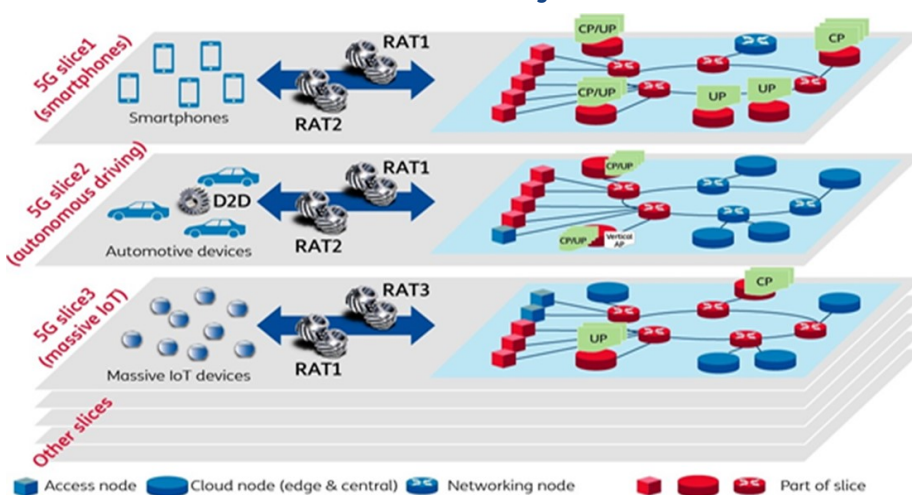 5G slice1
(smartphones)
Smartphones
RAT1
RAT2
CP/UP
CP/UP
UP
UP
CP
5G slice2
(autonomous driving)
D2D
Automotive devices
RAT1
RAT2
CP/UP
CP/UP
Vertical
AP
5G slice3
(massive IoT)
Massive IoT devices
RAT3
RAT1
UP
CP
Other slices
Access node
Cloud node (edge & central)
Networking node
Part of slice